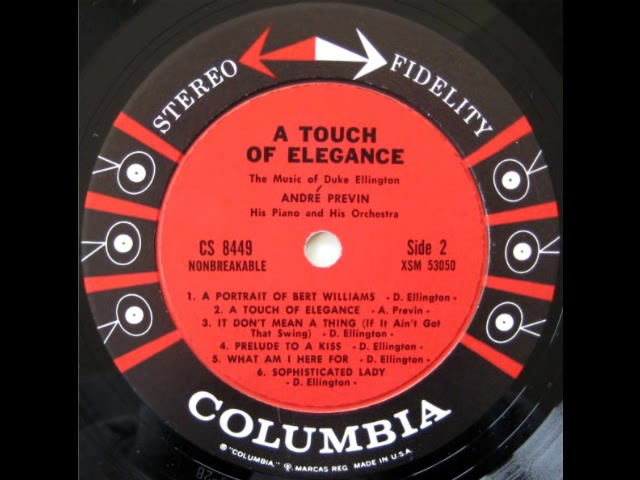 STEREO FIDELITY
A TOUCH
OF ELEGANCE
The Music of Duke Ellington
ANDRÉ PREVIN
His Piano and His Orchestra
CS 8449
NONBREAKABLE
Side 2
XSM 53050
1. A PORTRAIT OF BERT WILLIAMS - D. Ellington -
2. A TOUCH OF ELEGANCE - A. Previn -
3. IT DON'T MEAN A THING (If It Ain't Got
That Swing) - D. Ellington -
4. PRELUDE TO A KISS - D. Ellington -
5. WHAT AM I HERE FOR - D. Ellington -
6. SOPHISTICATED LADY
- D. Ellington -
COLUMBIA
® "COLUMBIA", MARCAS REG. MADE IN U.S.A.